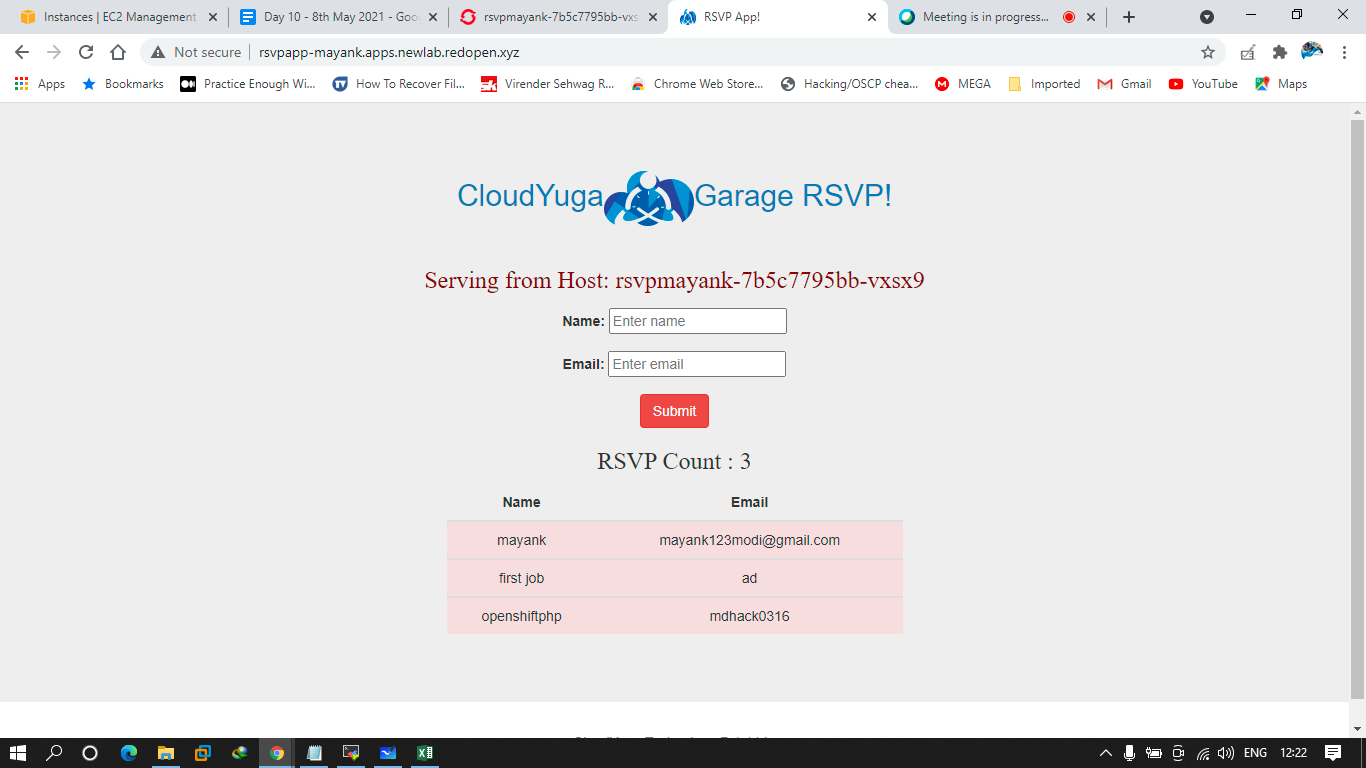 Instances | EC2 Management
Day 10 - 8th May 2021 - Goo
rsvpmayank-7b5c7795bb-vxs
RSVP App!
Meeting is in progress...
Not secure
rsvpapp-mayank.apps.newlab.redopen.xyz
Apps
Bookmarks
Practice Enough Wi...
How To Recover Fil...
Virender Sehwag R...
Chrome Web Store...
Hacking/OSCP chea...
MEGA
Imported
Gmail
YouTube
Maps
CloudYuga Garage RSVP!
Serving from Host: rsvpmayank-7b5c7795bb-vxsx9
Name: Enter name
Email: Enter email
Submit
RSVP Count : 3
Name Email
mayank mayank123modi@gmail.com
first job ad
openshiftphp mdhack0316
ENG 12:22